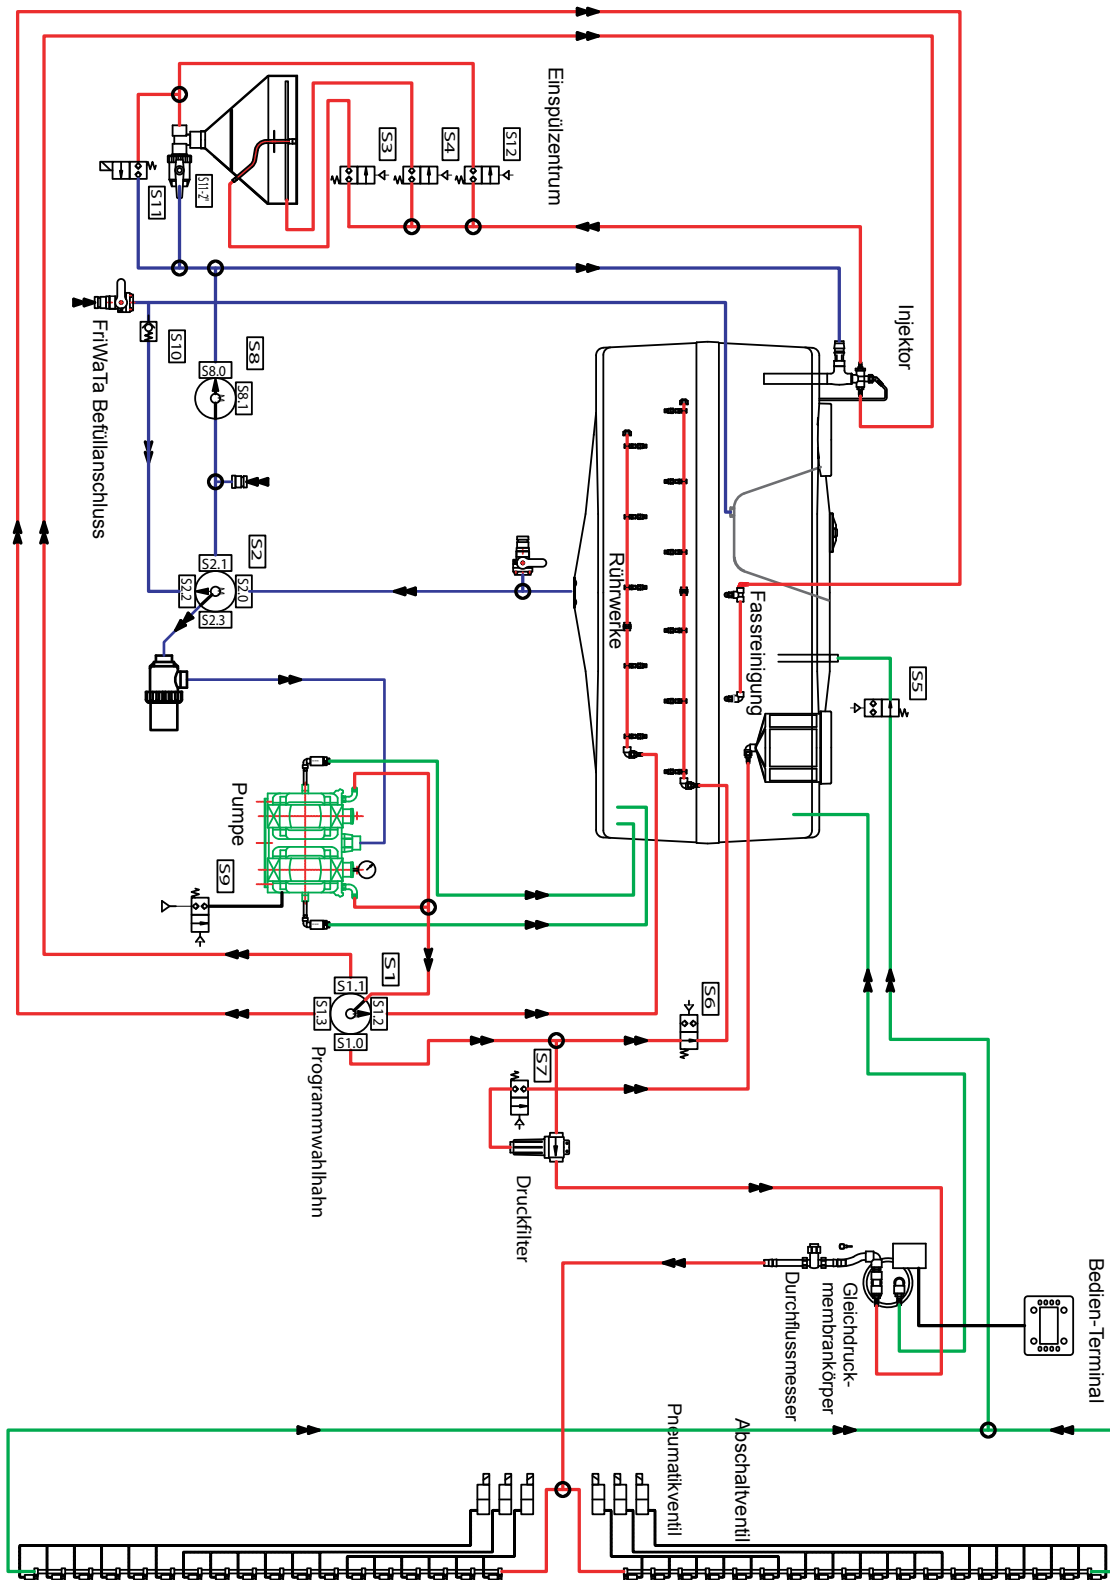 Einspülzentrum
S3
S4
S12
S11-2"
S11
Injektor
FriWaTa Befüllanschluss
S10
S8
S8.0
S8.1
S2
S2.1
S2.0
S2.2
S2.3
Rührwerke
Fassreinigung
S5
Pumpe
S9
S1
S1.1
S1.2
S1.3
S1.0
Programmwahlhahn
S6
S7
Druckfilter
Durchflussmesser
Gleichdruck-
membrankörper
Bedien-Terminal
Pneumatikventil
Abschaltventil